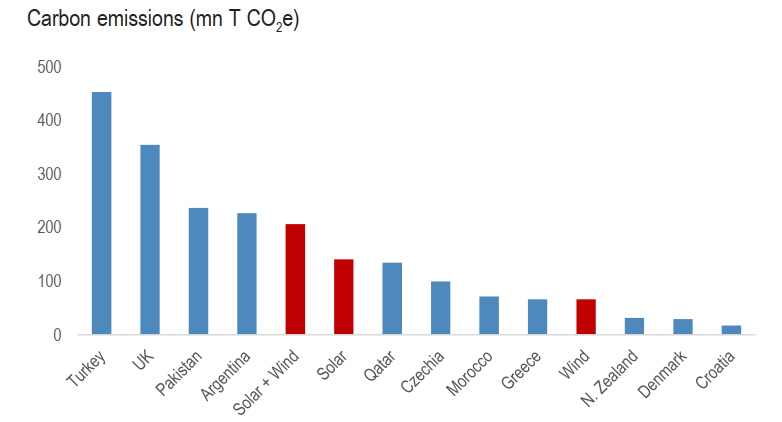 Carbon emissions (mn T CO₂e)
500
400
300
200
100
0
Turkey
UK
Pakistan
Argentina
Solar + Wind
Solar
Qatar
Czechia
Morocco
Greece
Wind
N. Zealand
Denmark
Croatia